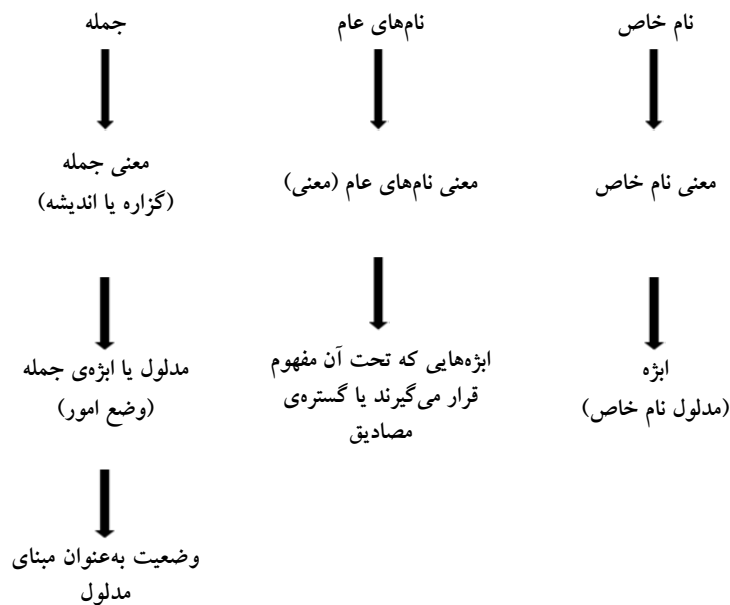 نام خاص
نام‌های عام
جمله
معنی نام خاص
معنی نام‌های عام (معنی)
معنی جمله
(گزاره یا اندیشه)
ابژه
(مدلول نام خاص)
ابژه‌هایی که تحت آن مفهوم
قرار می‌گیرند یا گستره‌ی
مصادیق
مدلول یا ابژه‌ی جمله
(وضع امور)
وضعیت به‌عنوان مبنای
مدلول